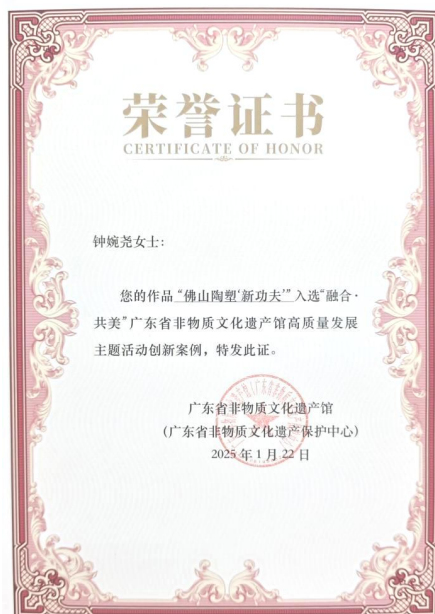 荣誉证书
CERTIFICATE OF HONOR
钟婉尧女士：
您的作品“佛山陶塑‘新功夫’”入选“融合·
共美”广东省非物质文化遗产馆高质量发展
主题活动创新案例，特发此证。
广东省非物质文化遗产馆
(广东省非物质文化遗产保护中心)
2025 年 1 月 22 日